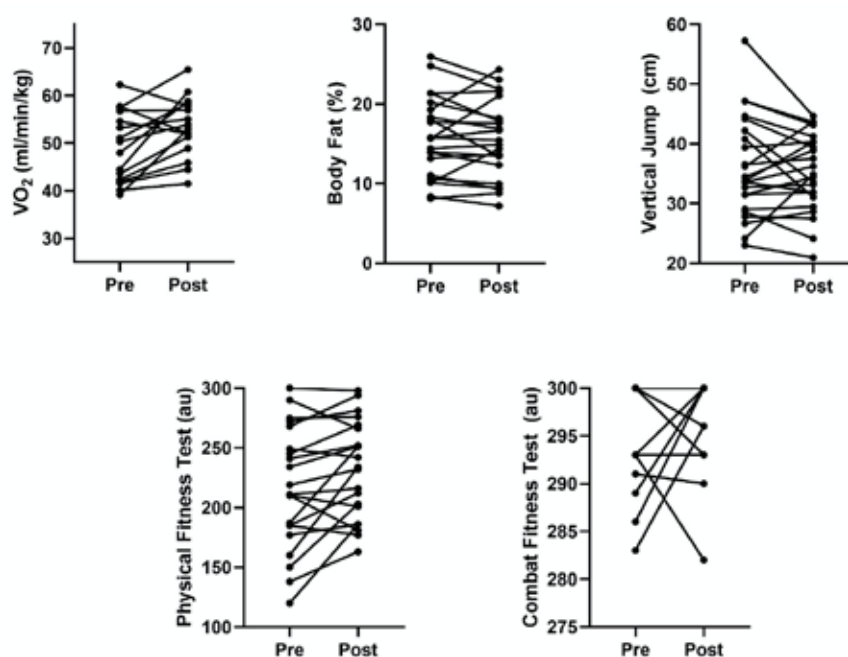 VO₂ (ml/min/kg)
70
60
50
40
30
Pre Post
Body Fat (%)
30
20
10
0
Pre Post
Vertical Jump (cm)
60
50
40
30
20
Pre Post
Physical Fitness Test (au)
300
250
200
150
100
Pre Post
Combat Fitness Test (au)
300
295
290
285
280
275
Pre Post